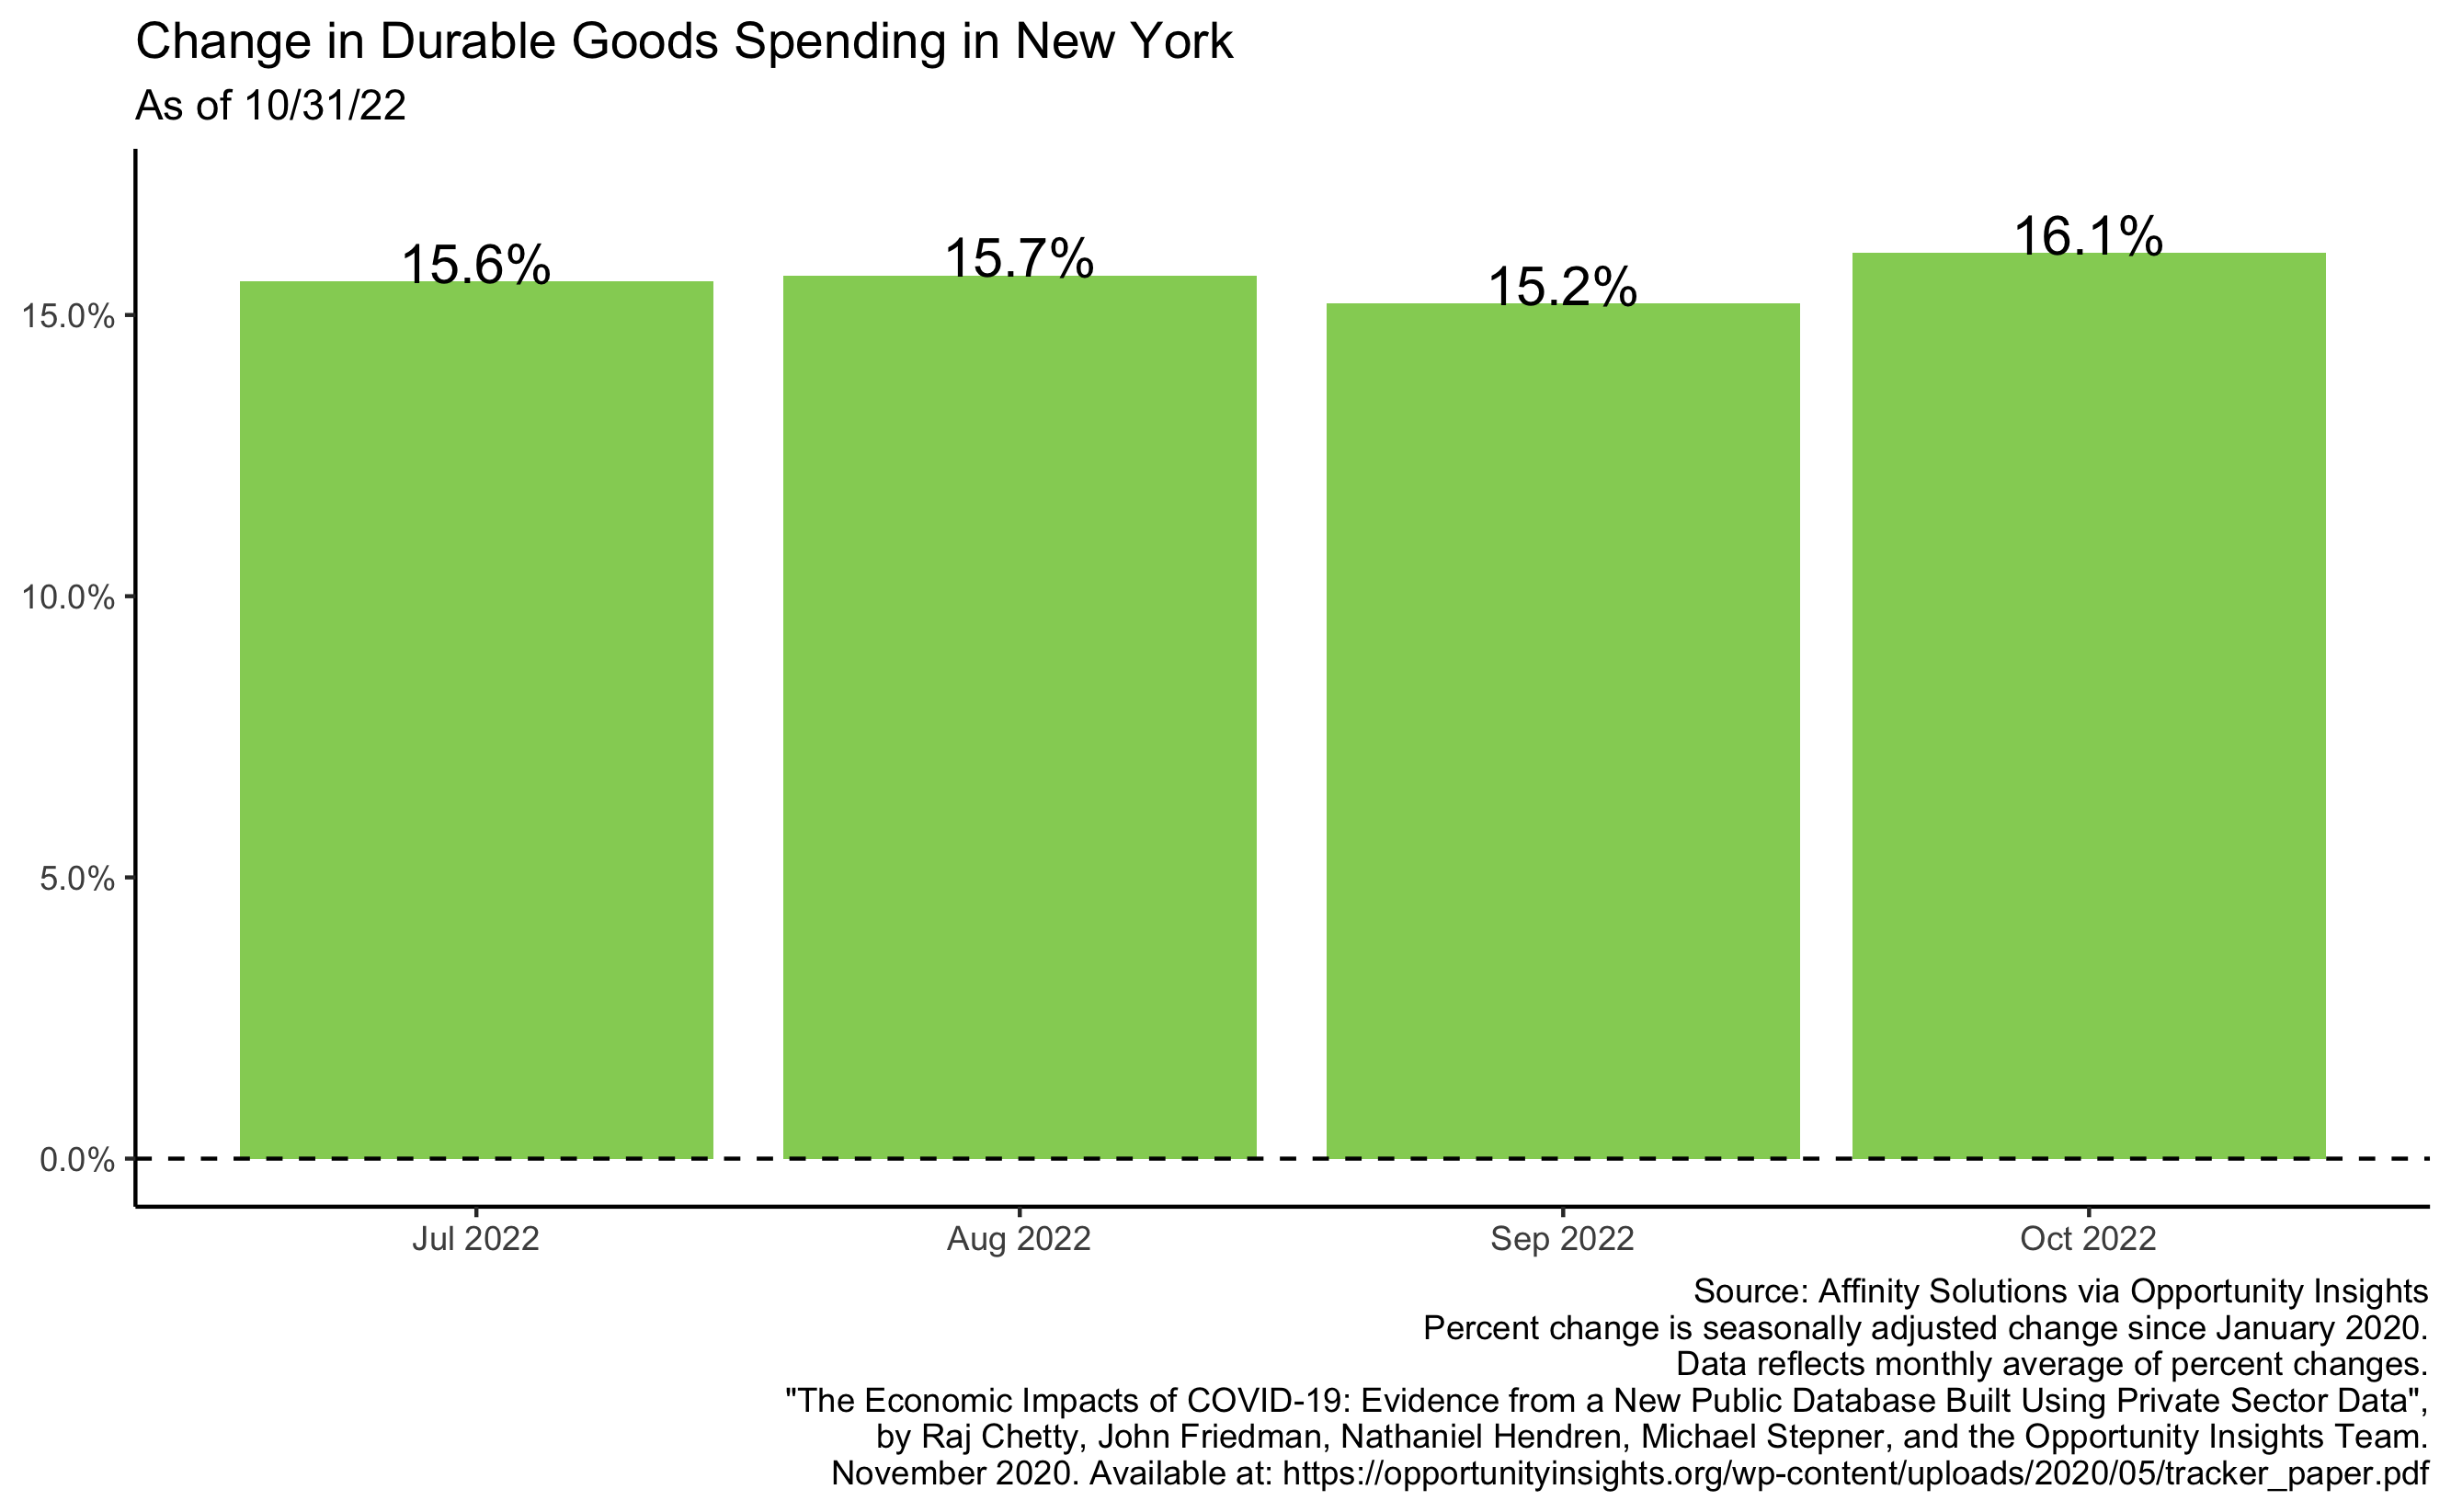 Change in Durable Goods Spending in New York
As of 10/31/22
15.6%
15.7%
15.2%
16.1%
15.0%
10.0%
5.0%
0.0%
Jul 2022
Aug 2022
Sep 2022
Oct 2022
Source: Affinity Solutions via Opportunity Insights
Percent change is seasonally adjusted change since January 2020.
Data reflects monthly average of percent changes.
"The Economic Impacts of COVID-19: Evidence from a New Public Database Built Using Private Sector Data",
by Raj Chetty, John Friedman, Nathaniel Hendren, Michael Stepner, and the Opportunity Insights Team.
November 2020. Available at: https://opportunityinsights.org/wp-content/uploads/2020/05/tracker_paper.pdf